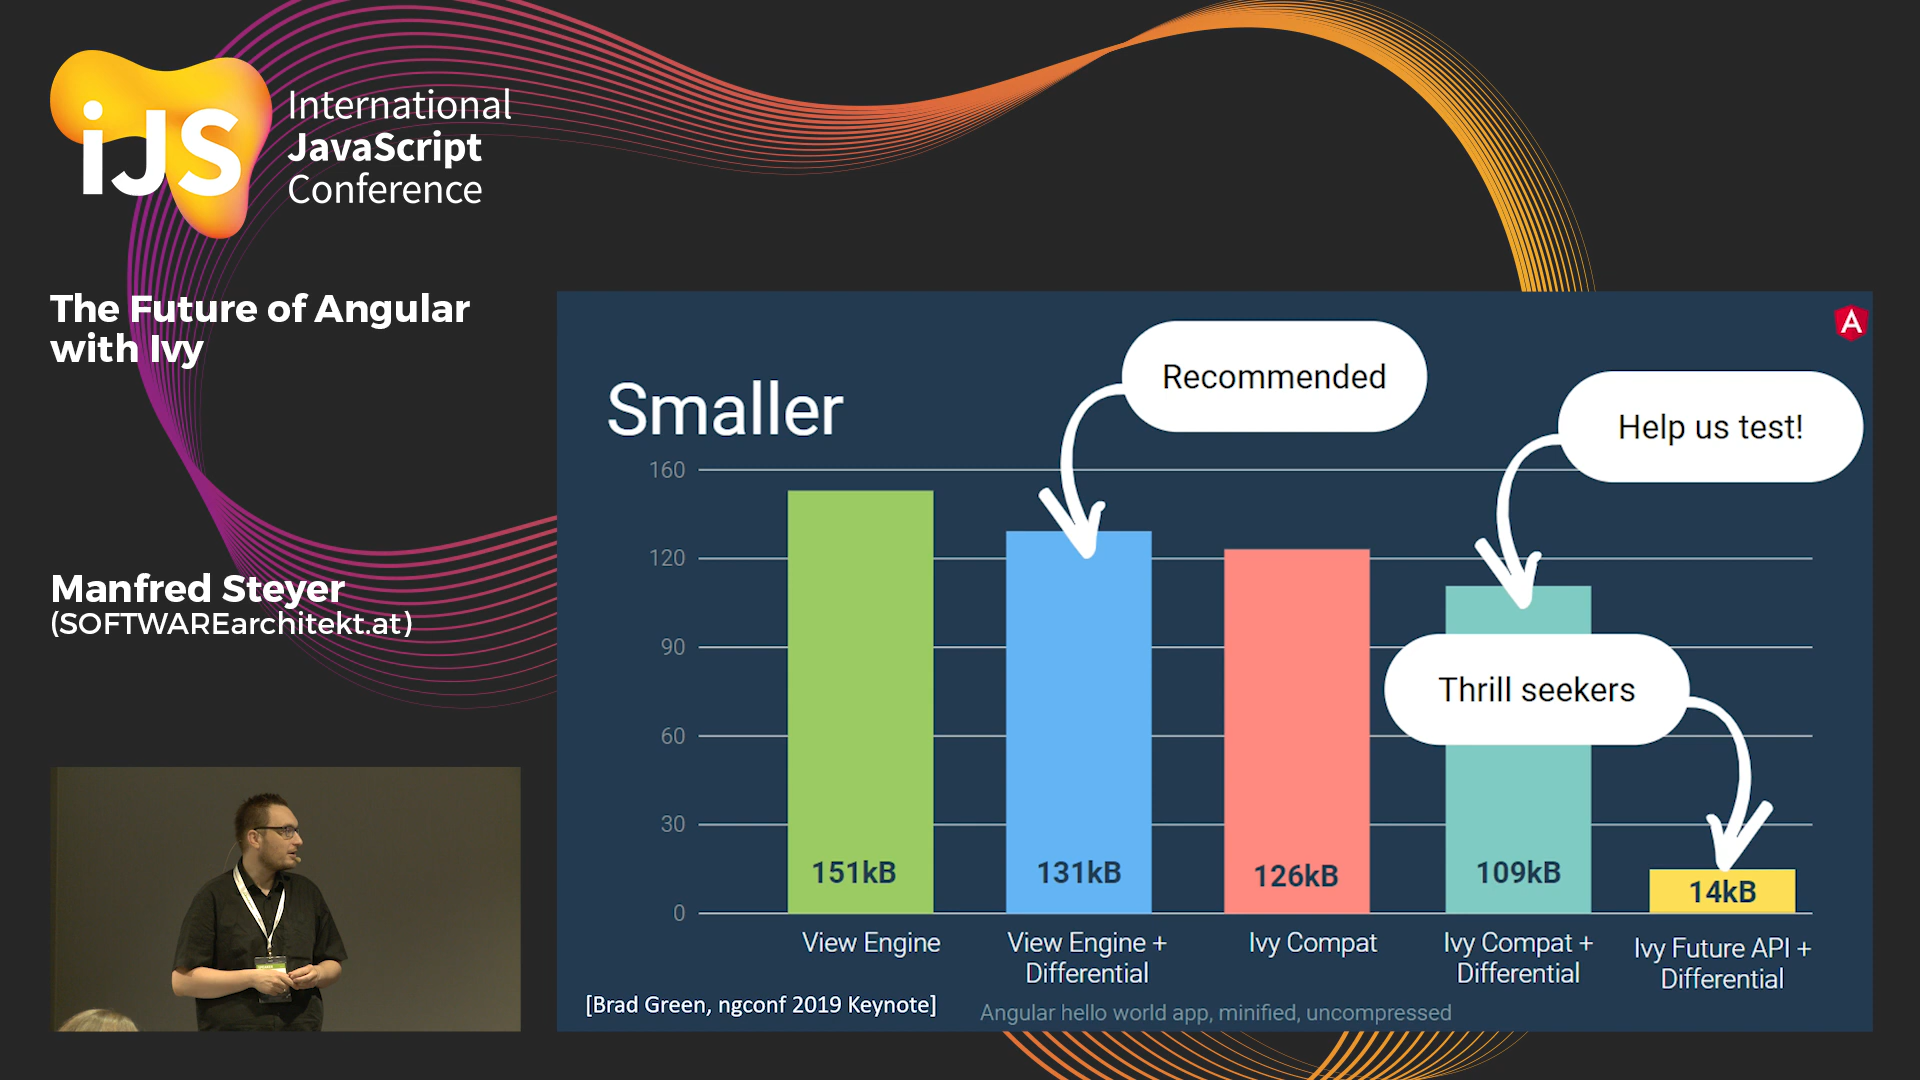 iJS
International
JavaScript
Conference
The Future of Angular
with Ivy
Manfred Steyer
(SOFTWAREarchitekt.at)
A
Smaller
Recommended
Help us test!
Thrill seekers
160
120
90
60
30
0
151kB
131kB
126kB
109kB
14kB
View Engine
View Engine +
Differential
Ivy Compat
Ivy Compat +
Differential
Ivy Future API +
Differential
[Brad Green, ngconf 2019 Keynote]
Angular hello world app, minified, uncompressed